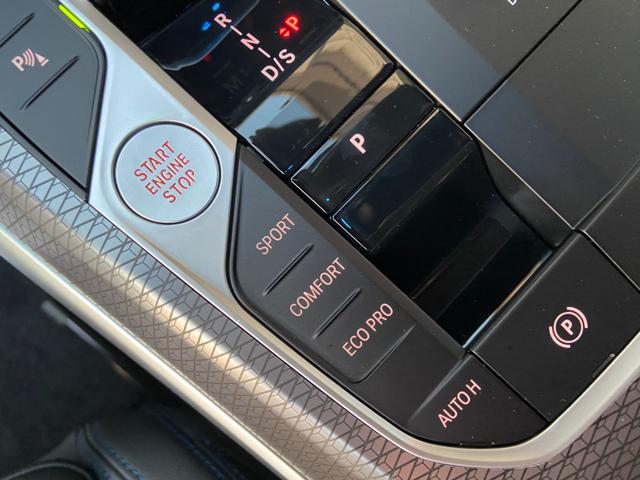 R
N
D/S
P
P
P
START
ENGINE
STOP
SPORT
COMFORT
ECO PRO
AUTO H
P